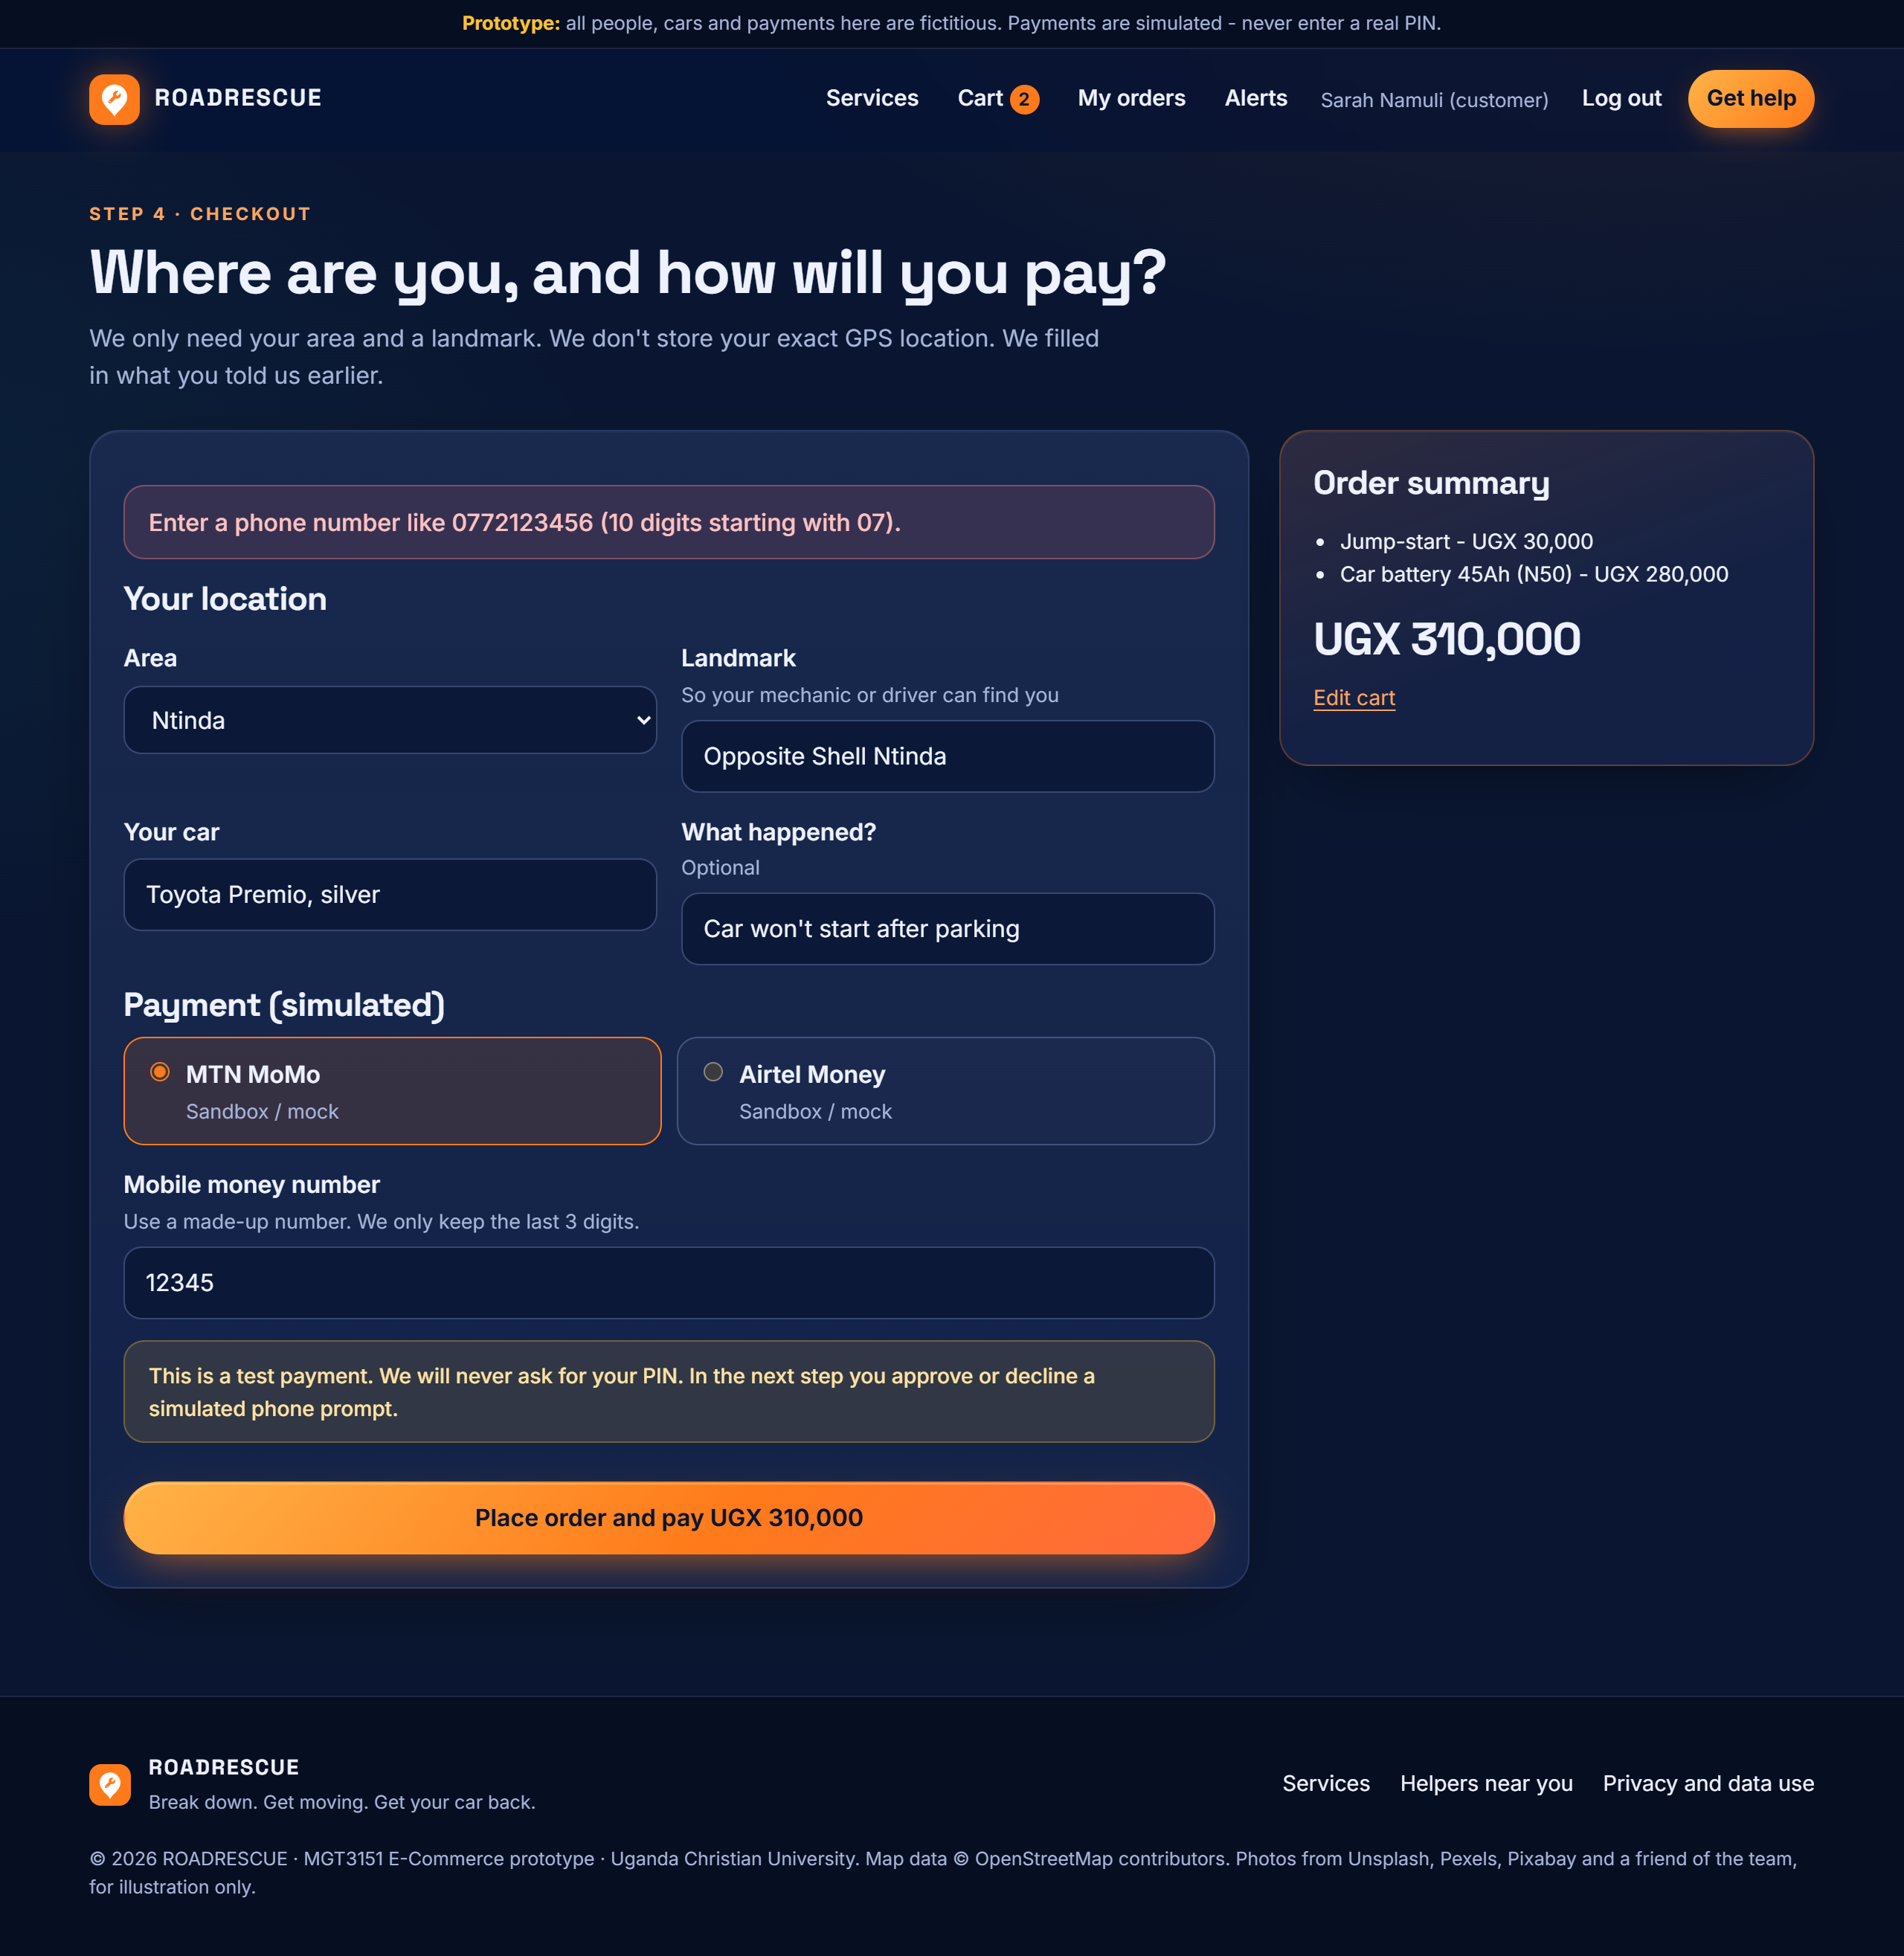 Prototype: all people, cars and payments here are fictitious. Payments are simulated - never enter a real PIN.
ROADRESCUE
Services
Cart 2
My orders
Alerts
Sarah Namuli (customer)
Log out
Get help
STEP 4 · CHECKOUT
Where are you, and how will you pay?
We only need your area and a landmark. We don't store your exact GPS location. We filled
in what you told us earlier.
Enter a phone number like 0772123456 (10 digits starting with 07).
Your location
Area
Ntinda
Landmark
So your mechanic or driver can find you
Opposite Shell Ntinda
Your car
Toyota Premio, silver
What happened?
Optional
Car won't start after parking
Payment (simulated)
MTN MoMo
Sandbox / mock
Airtel Money
Sandbox / mock
Mobile money number
Use a made-up number. We only keep the last 3 digits.
12345
This is a test payment. We will never ask for your PIN. In the next step you approve or decline a
simulated phone prompt.
Place order and pay UGX 310,000
Order summary
Jump-start - UGX 30,000
Car battery 45Ah (N50) - UGX 280,000
UGX 310,000
Edit cart
ROADRESCUE
Break down. Get moving. Get your car back.
Services
Helpers near you
Privacy and data use
© 2026 ROADRESCUE · MGT3151 E-Commerce prototype · Uganda Christian University. Map data © OpenStreetMap contributors. Photos from Unsplash, Pexels, Pixabay and a friend of the team,
for illustration only.